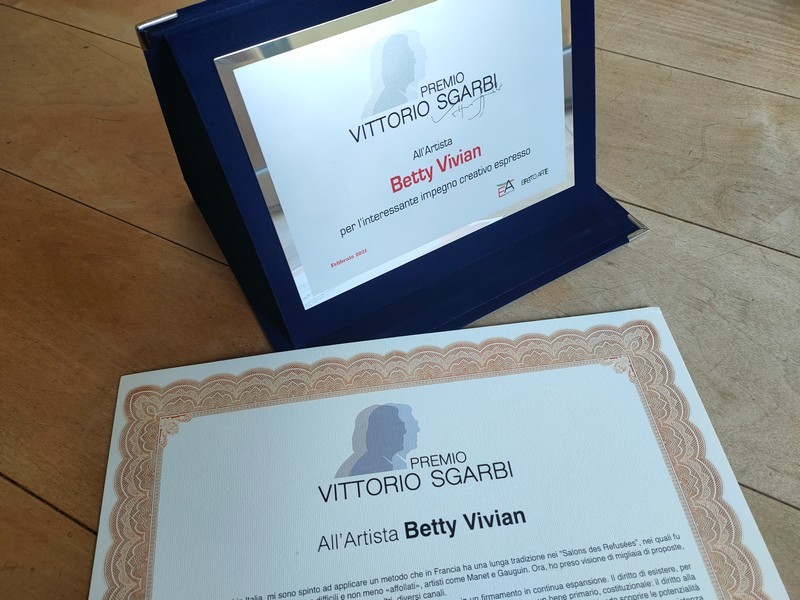 PREMIO
VITTORIO SGARBI
All'Artista
Betty Vivian
per l'interessante impegno creativo espresso
EA EFFETTO ARTE
Febbraio 2021
PREMIO
VITTORIO SGARBI
All'Artista Betty Vivian
Italia, mi sono spinto ad applicare un metodo che in Francia ha una lunga tradizione nei "Salons des Refusées", nei quali fu
difficili e non meno «affollati», artisti come Manet e Gauguin. Ora, ho preso visione di migliaia di proposte,
diversi canali.
un firmamento in continua espansione. Il diritto di esistere, per
un bene primario, costituzionale: il diritto alla
scoprire le potenzialità